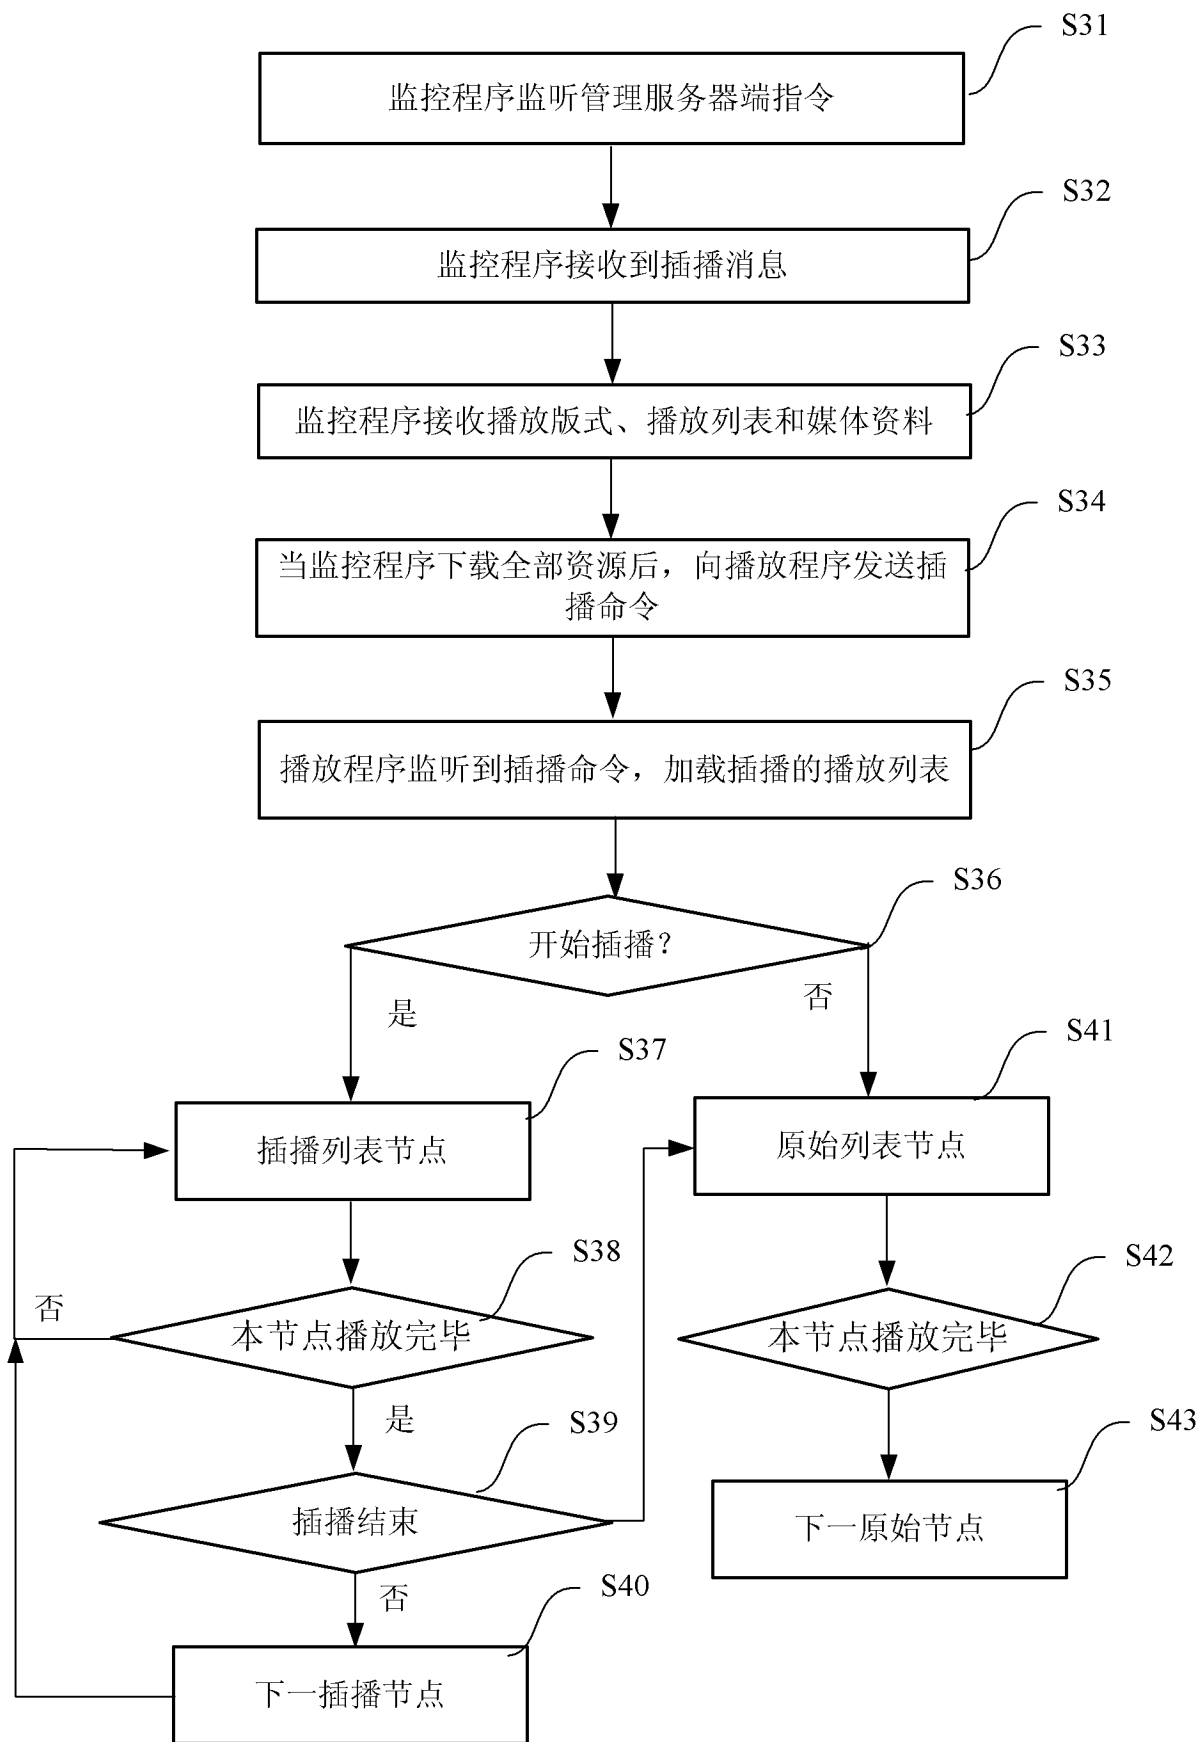 S31
监控程序监听管理服务器端指令
S32
监控程序接收到插播消息
S33
监控程序接收播放版式、播放列表和媒体资料
S34
当监控程序下载全部资源后，向播放程序发送插
播命令
S35
播放程序监听到插播命令，加载插播的播放列表
S36
开始插播？
是
否
S37
S41
插播列表节点
原始列表节点
S38
S42
否
本节点播放完毕
本节点播放完毕
是
S39
S43
插播结束
下一原始节点
否
S40
下一插播节点